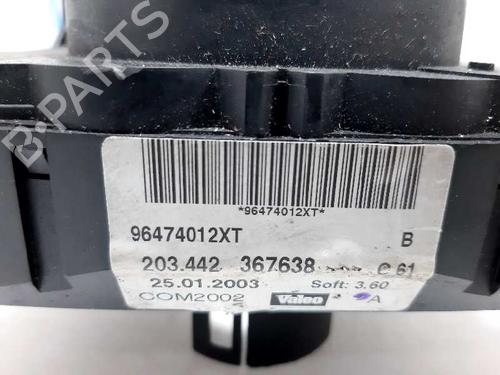 B-PARTS
*96474012XT*
96474012XT B
203.442 367638 C 61
25.01.2003 Soft: 3.60
COM2002 Valeo A